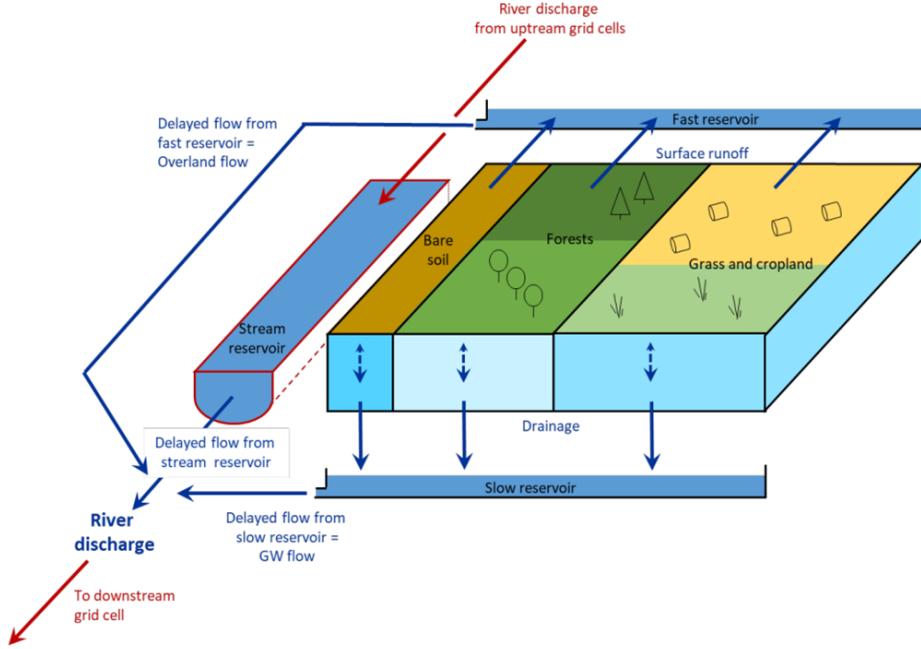 River discharge
from uptream grid cells
Delayed flow from
fast reservoir =
Overland flow
Fast reservoir
Surface runoff
Bare
soil
Forests
Grass and cropland
Stream
reservoir
Drainage
Delayed flow from
stream reservoir
Slow reservoir
River
discharge
Delayed flow from
slow reservoir =
GW flow
To downstream
grid cell